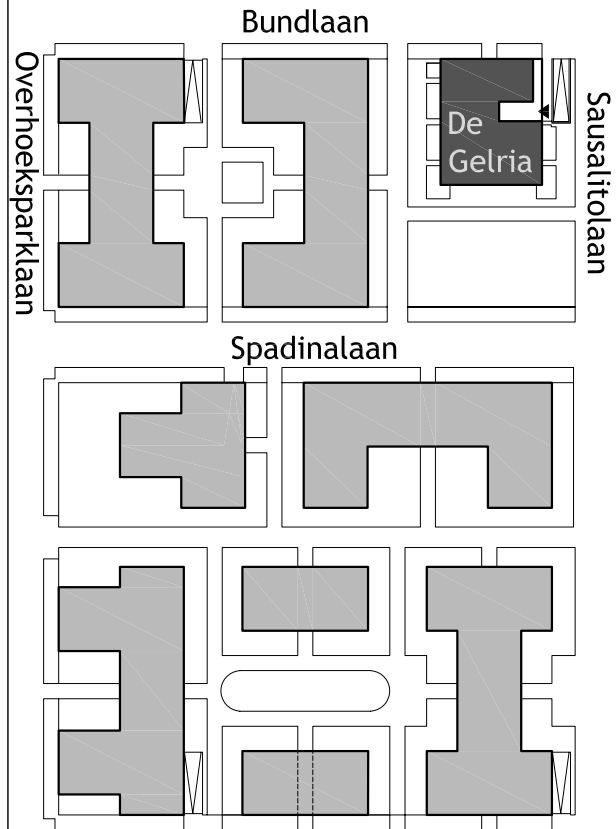 Bundlaan
Overhoeksparklaan
De
Gelria
Sausalitolaan
Spadinalaan